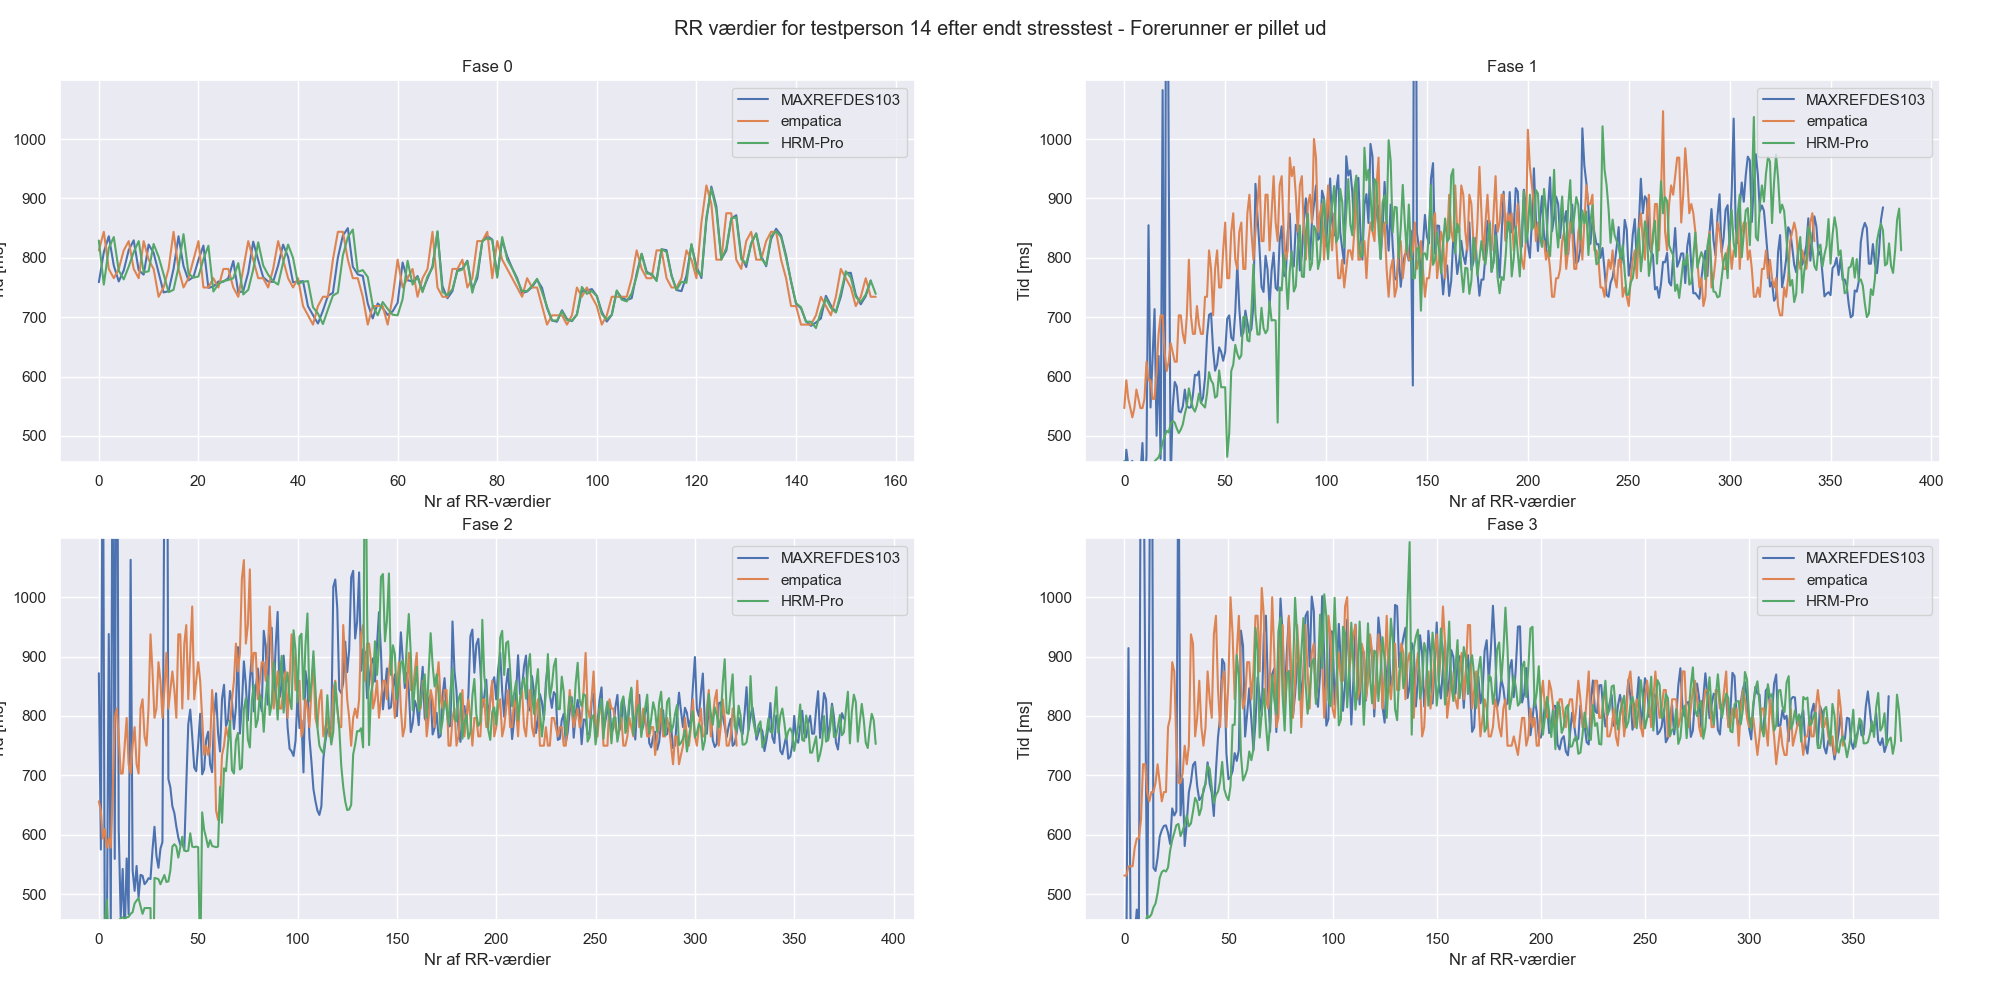 RR værdier for testperson 14 efter endt stresstest - Forerunner er pillet ud
Fase 0
MAXREFDES103
empatica
HRM-Pro
1000
900
800
700
600
500
0 20 40 60 80 100 120 140 160
Nr af RR-værdier
Fase 1
MAXREFDES103
empatica
HRM-Pro
Tid [ms]
1000
900
800
700
600
500
0 50 100 150 200 250 300 350 400
Nr af RR-værdier
Fase 2
MAXREFDES103
empatica
HRM-Pro
1000
900
800
700
600
500
0 50 100 150 200 250 300 350 400
Nr af RR-værdier
Fase 3
MAXREFDES103
empatica
HRM-Pro
Tid [ms]
1000
900
800
700
600
500
0 50 100 150 200 250 300 350
Nr af RR-værdier